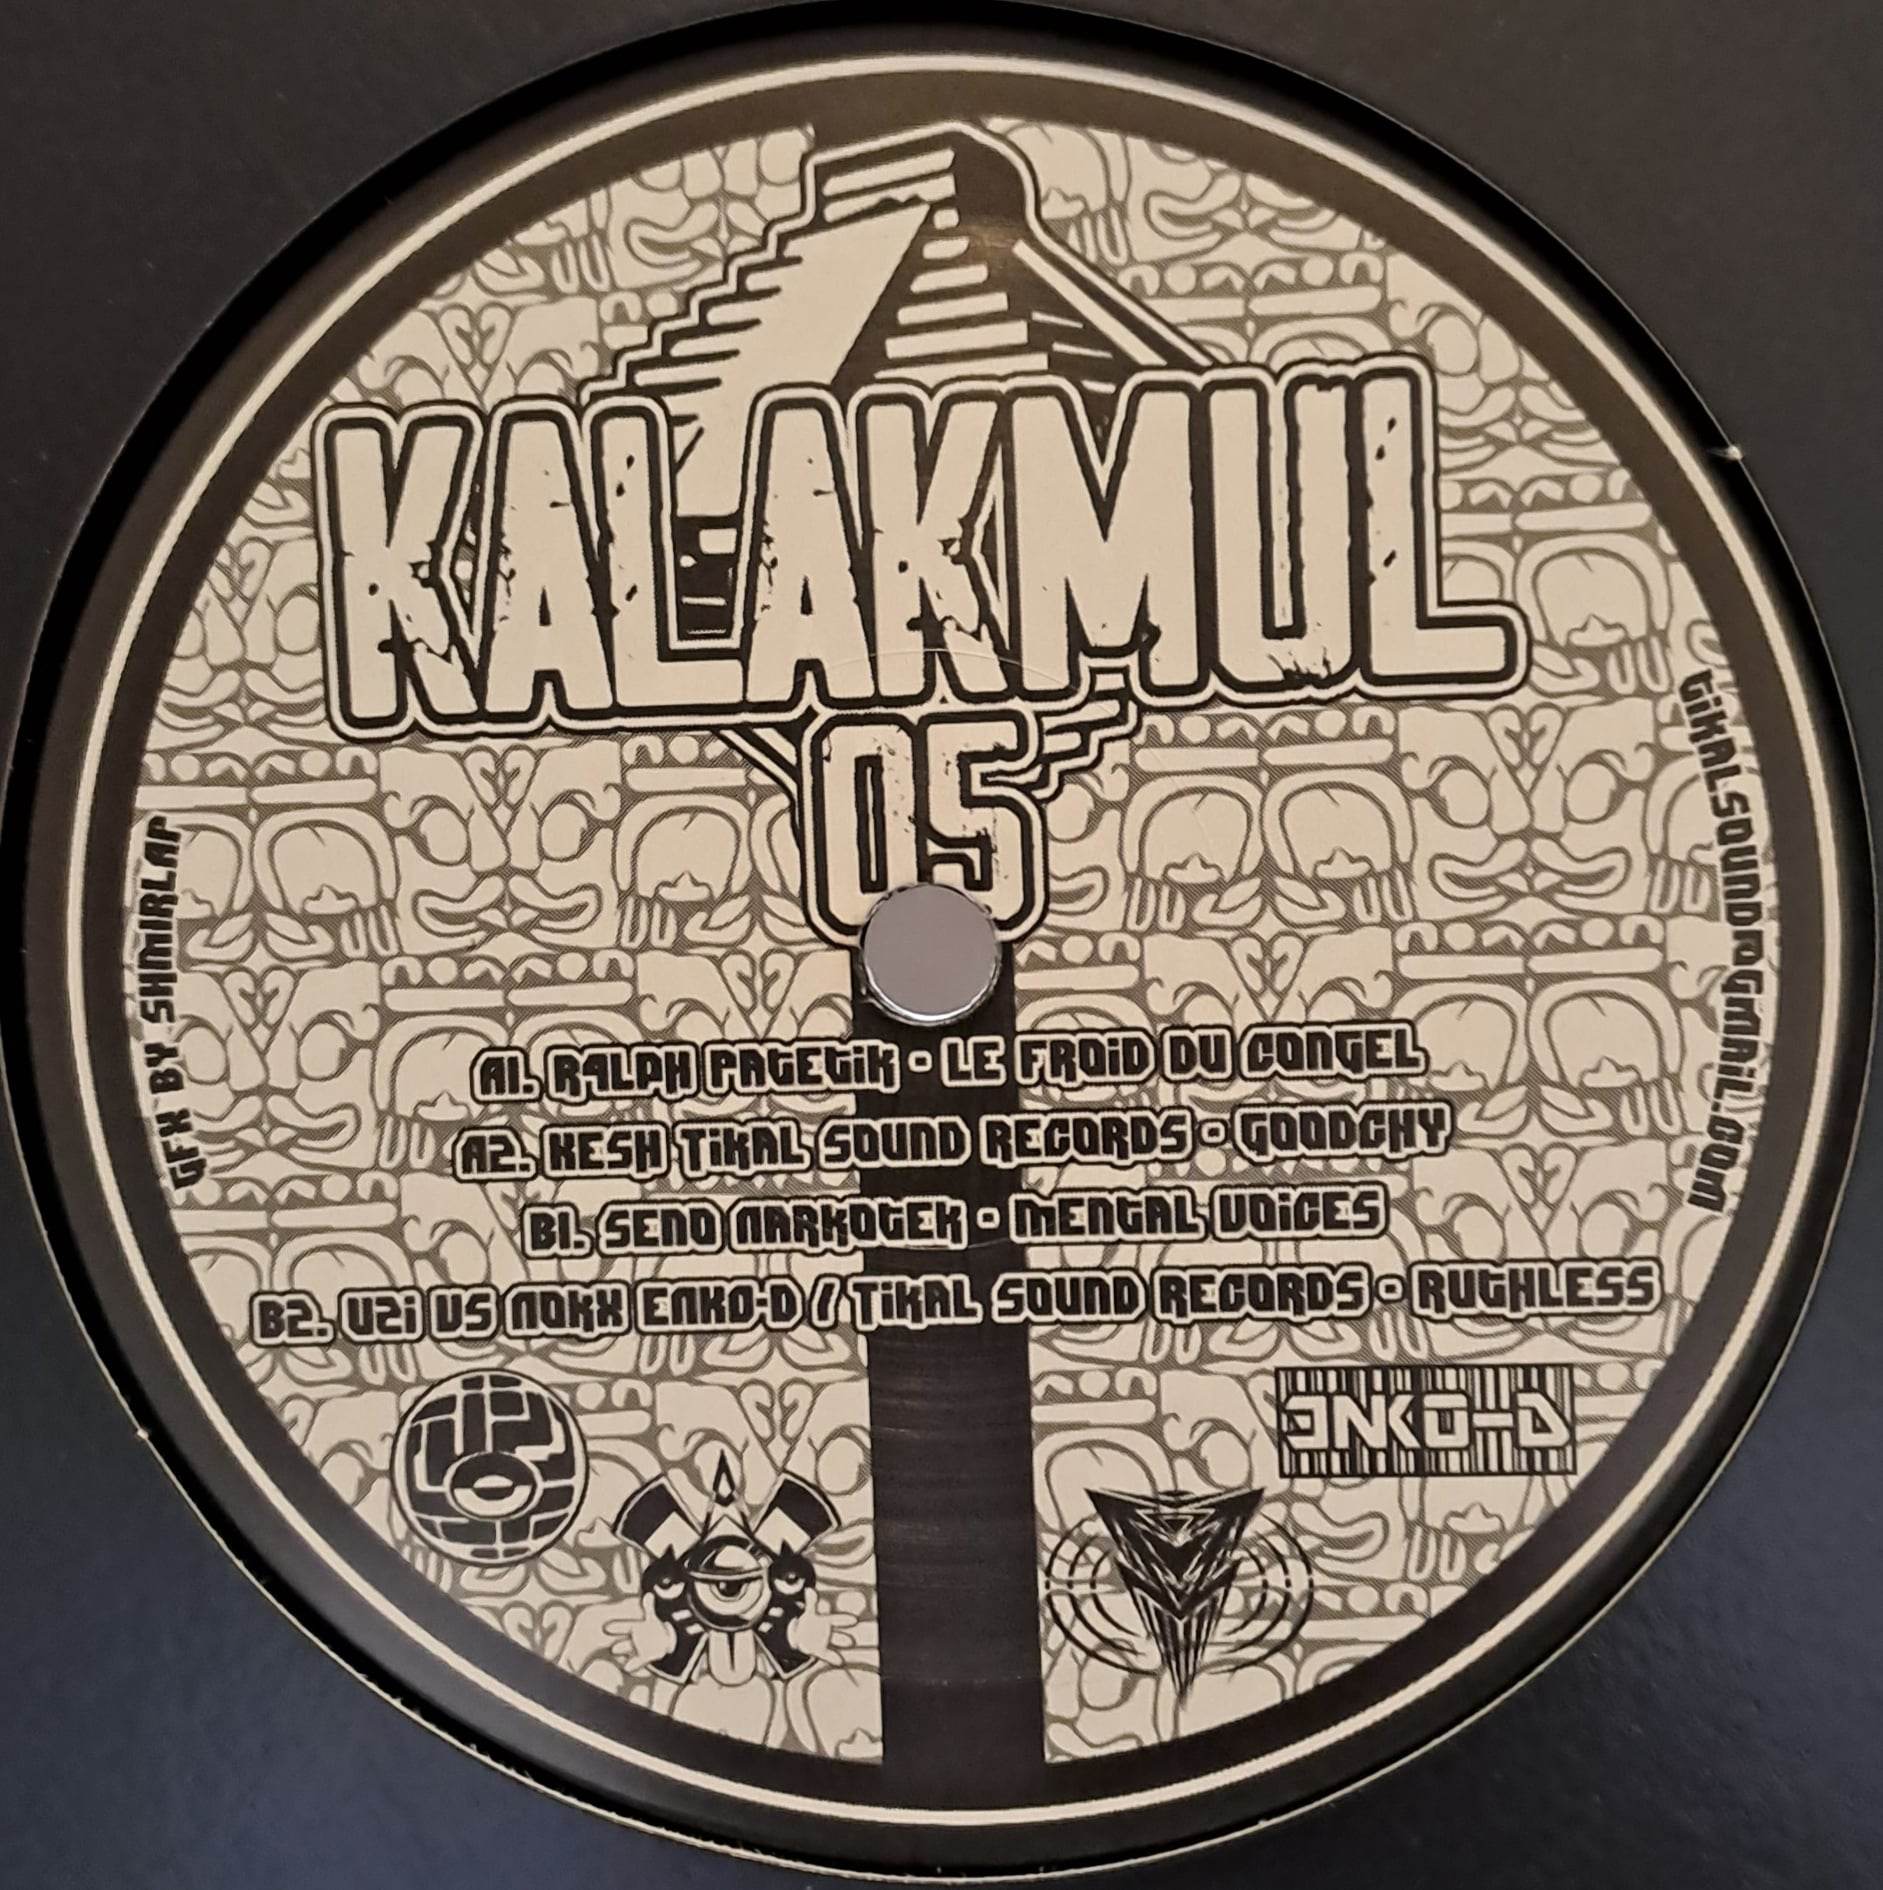 KALAKMUL
05
A1. RALPH PATETIK - LE FROID DU CONGEL
A2. KESH TIKAL SOUND RECORDS - GOODCHY
B1. SENO NARKOTEK - MENTAL VOICES
B2. UZI VS NOKX ENKO-D / TIKAL SOUND RECORDS - RUTHLESS
GFX BY SHMIRLAP
TIKALSOUND@GMAIL.COM
ENKO-D